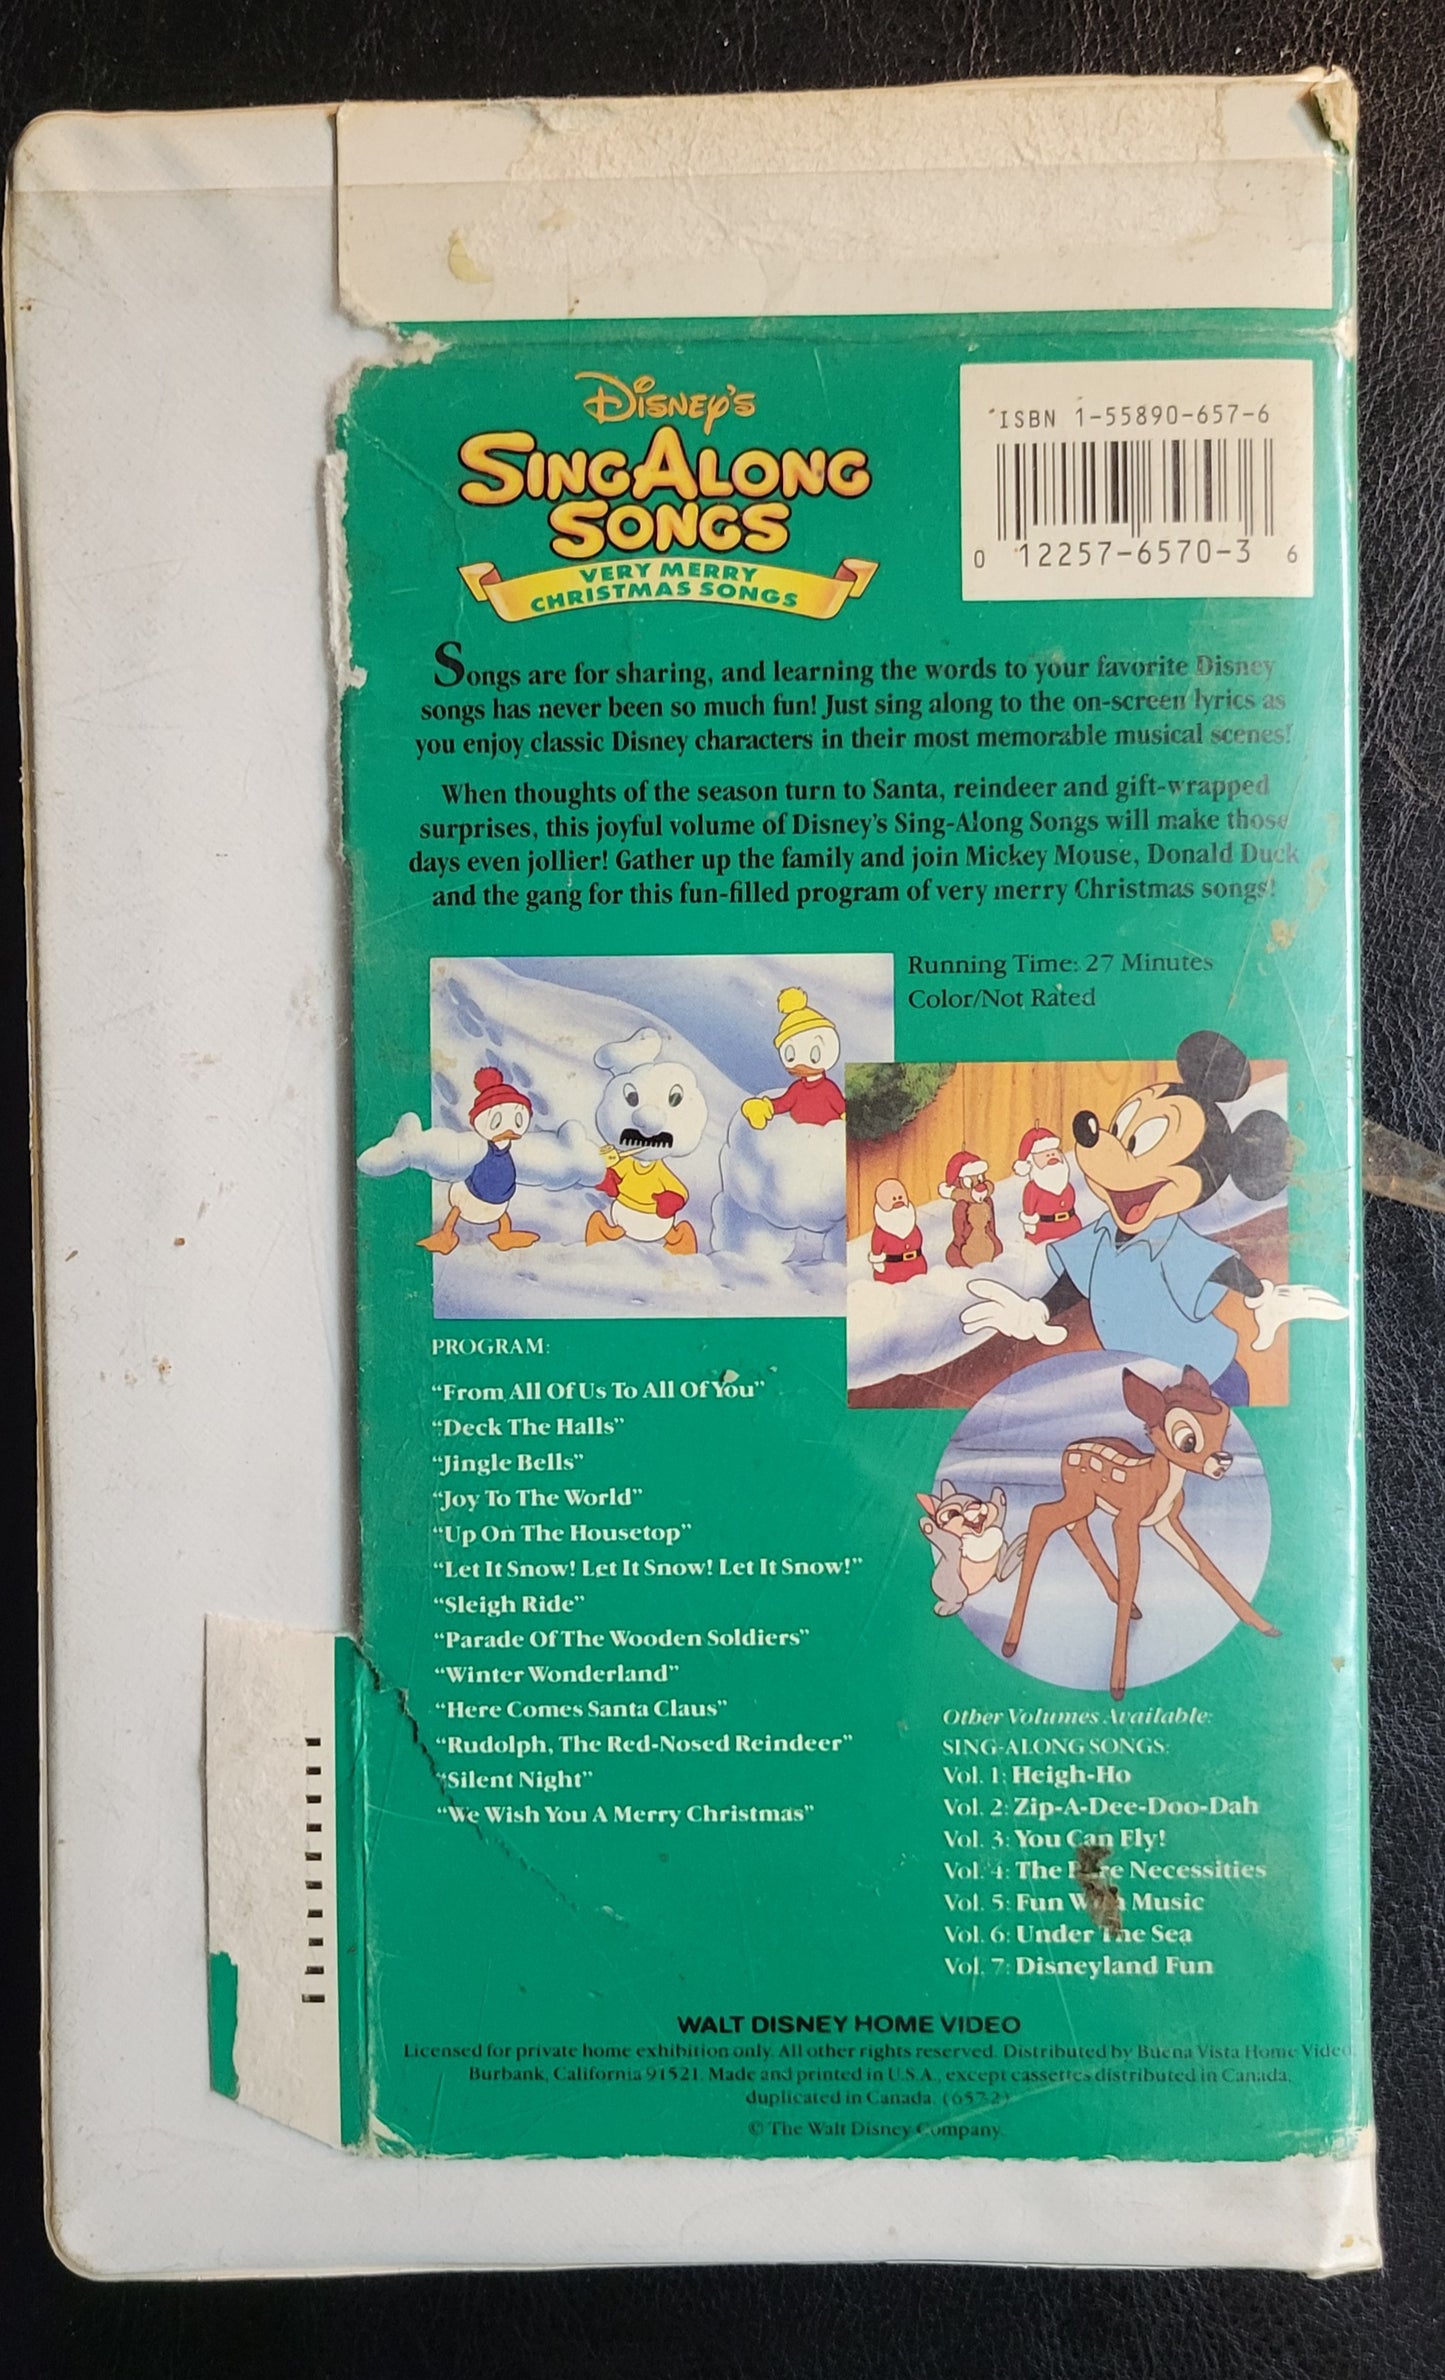 DISNEY'S
SING ALONG
SONGS
VERY MERRY
CHRISTMAS SONGS
ISBN 1-55890-657-6
0 12257-6570-3 6
Songs are for sharing, and learning the words to your favorite Disney
songs has never been so much fun! Just sing along to the on-screen lyrics as
you enjoy classic Disney characters in their most memorable musical scenes!
When thoughts of the season turn to Santa, reindeer and gift-wrapped
surprises, this joyful volume of Disney's Sing-Along Songs will make those
days even jollier! Gather up the family and join Mickey Mouse, Donald Duck
and the gang for this fun-filled program of very merry Christmas songs!
Running Time: 27 Minutes
Color/Not Rated
PROGRAM:
"From All Of Us To All Of You"
"Deck The Halls"
"Jingle Bells"
"Joy To The World"
"Up On The Housetop"
"Let It Snow! Let It Snow! Let It Snow!"
"Sleigh Ride"
"Parade Of The Wooden Soldiers"
"Winter Wonderland"
"Here Comes Santa Claus"
"Rudolph, The Red-Nosed Reindeer"
"Silent Night"
"We Wish You A Merry Christmas"
Other Volumes Available:
SING-ALONG SONGS:
Vol. 1: Heigh-Ho
Vol. 2: Zip-A-Dee-Doo-Dah
Vol. 3: You Can Fly!
Vol. 4: The Bare Necessities
Vol. 5: Fun With Music
Vol. 6: Under The Sea
Vol. 7: Disneyland Fun
WALT DISNEY HOME VIDEO
Licensed for private home exhibition only. All other rights reserved. Distributed by Buena Vista Home Video,
Burbank, California 91521. Made and printed in U.S.A., except cassettes distributed in Canada,
duplicated in Canada. (657-2)
© The Walt Disney Company.